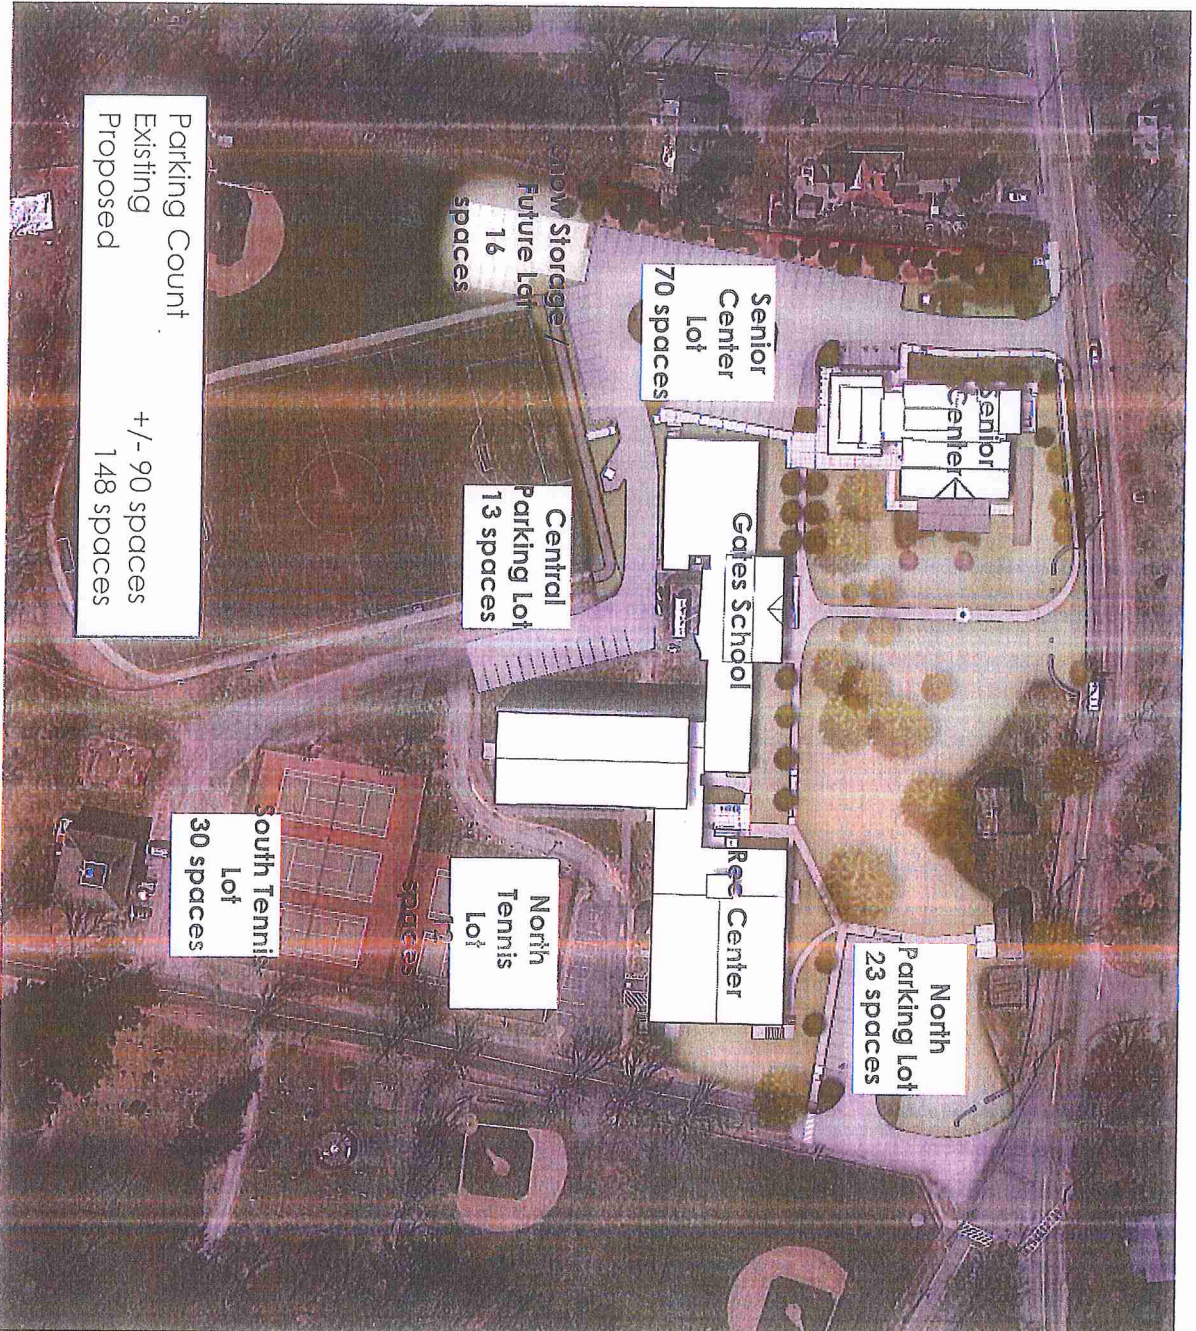 Parking Count
Existing +/- 90 spaces
Proposed 148 spaces
Snow Storage /
Future Lot
16
spaces
Senior
Center
Lot
70 spaces
Senior
Center
Gates School
Central
Parking Lot
13 spaces
Rec Center
North
Parking Lot
23 spaces
North
Tennis
Lot
12
spaces
South Tennis
Lot
30 spaces